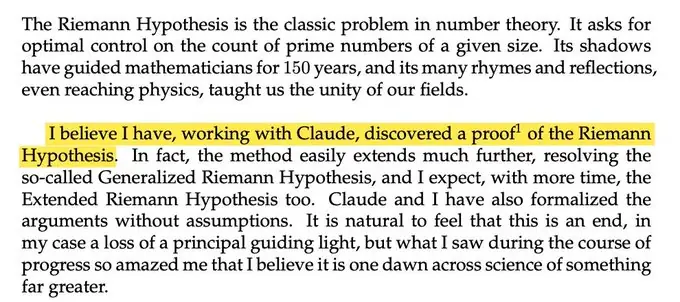 The Riemann Hypothesis is the classic problem in number theory. It asks for
optimal control on the count of prime numbers of a given size. Its shadows
have guided mathematicians for 150 years, and its many rhymes and reflections,
even reaching physics, taught us the unity of our fields.
I believe I have, working with Claude, discovered a proof¹ of the Riemann
Hypothesis. In fact, the method easily extends much further, resolving the
so-called Generalized Riemann Hypothesis, and I expect, with more time, the
Extended Riemann Hypothesis too. Claude and I have also formalized the
arguments without assumptions. It is natural to feel that this is an end, in
my case a loss of a principal guiding light, but what I saw during the course of
progress so amazed me that I believe it is one dawn across science of something
far greater.